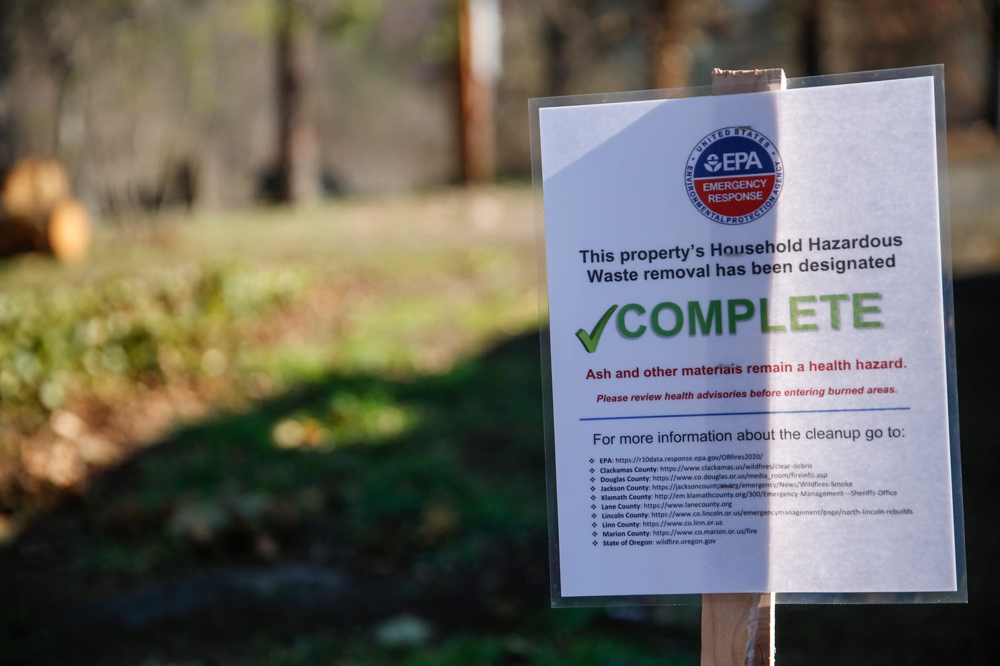 UNITED STATES
ENVIRONMENTAL PROTECTION AGENCY
EPA
EMERGENCY
RESPONSE
This property's Household Hazardous
Waste removal has been designated
COMPLETE
Ash and other materials remain a health hazard.
Please review health advisories before entering burned areas.
For more information about the cleanup go to:
❖ EPA: https://r10data.response.epa.gov/ORfires2020/
❖ Clackamas County: https://www.clackamas.us/wildfires/clear-debris
❖ Douglas County: https://www.co.douglas.or.us/media_room/fireinfo.asp
❖ Jackson County: https://jacksoncountyor.org/emergency/News/Wildfires-Smoke
❖ Klamath County: http://em.klamathcounty.org/300/Emergency-Management---Sheriffs-Office
❖ Lane County: https://www.lanecounty.org
❖ Lincoln County: https://www.co.lincoln.or.us/emergencymanagement/page/north-lincoln-rebuilds
❖ Linn County: https://www.co.linn.or.us
❖ Marion County: https://www.co.marion.or.us/fire
❖ State of Oregon: wildfire.oregon.gov